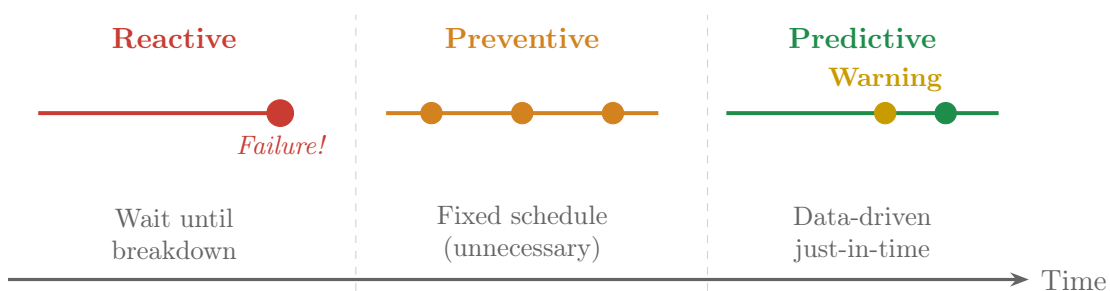 Reactive
Preventive
Predictive
Warning
Failure!
Wait until
breakdown
Fixed schedule
(unnecessary)
Data-driven
just-in-time
Time